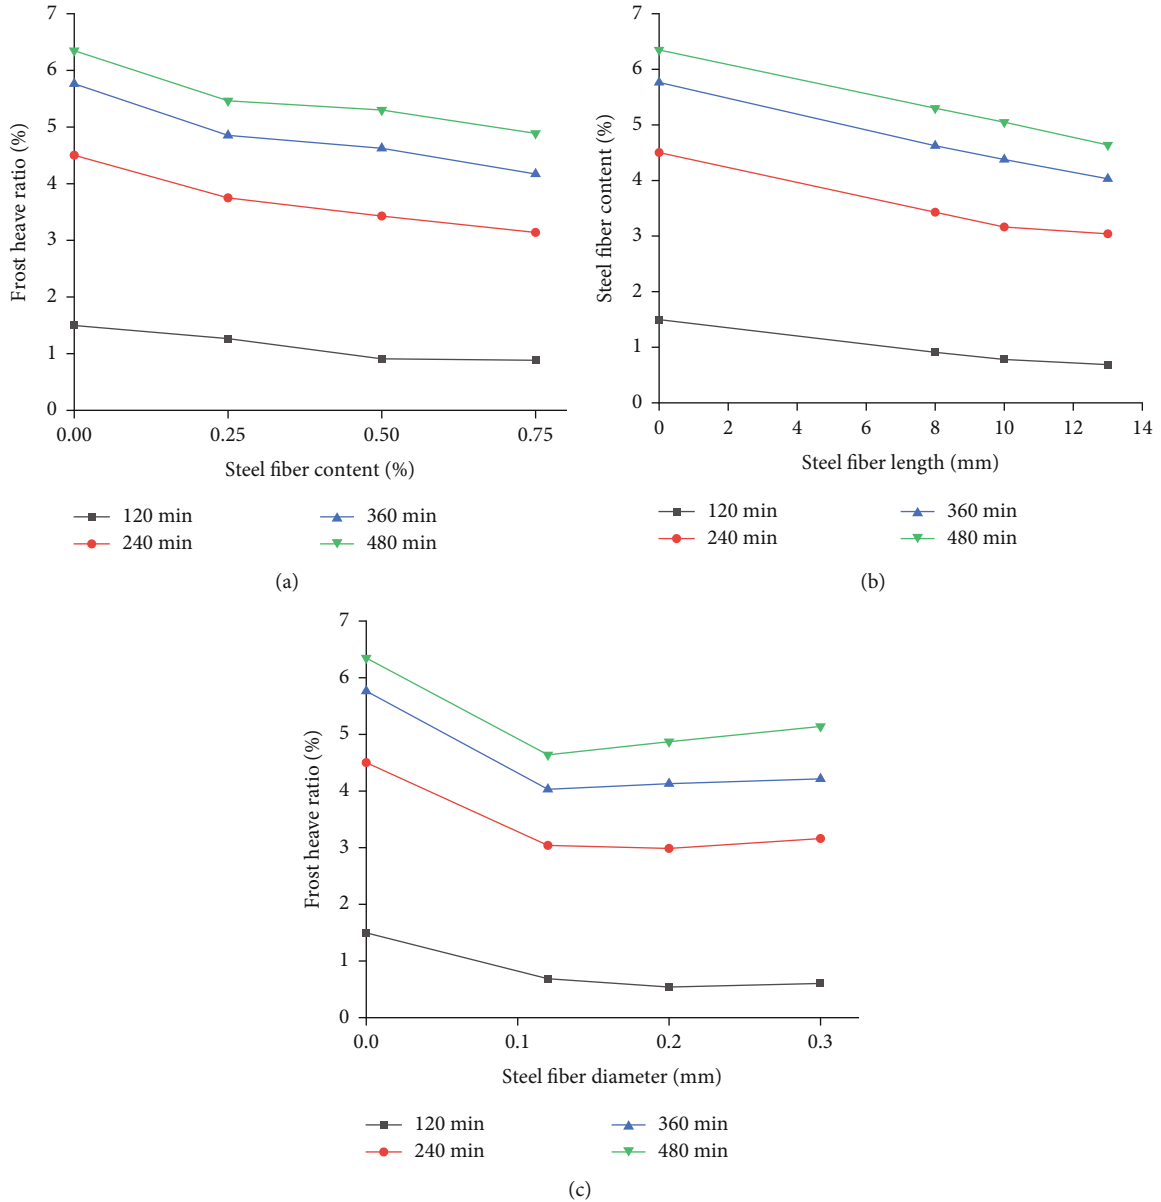 7
6
5
4
3
2
1
0
Frost heave ratio (%)
0.00 0.25 0.50 0.75
Steel fiber content (%)
120 min 360 min
240 min 480 min
(a)
7
6
5
4
3
2
1
0
Steel fiber content (%)
0 2 4 6 8 10 12 14
Steel fiber length (mm)
120 min 360 min
240 min 480 min
(b)
7
6
5
4
3
2
1
0
Frost heave ratio (%)
0.0 0.1 0.2 0.3
Steel fiber diameter (mm)
120 min 360 min
240 min 480 min
(c)